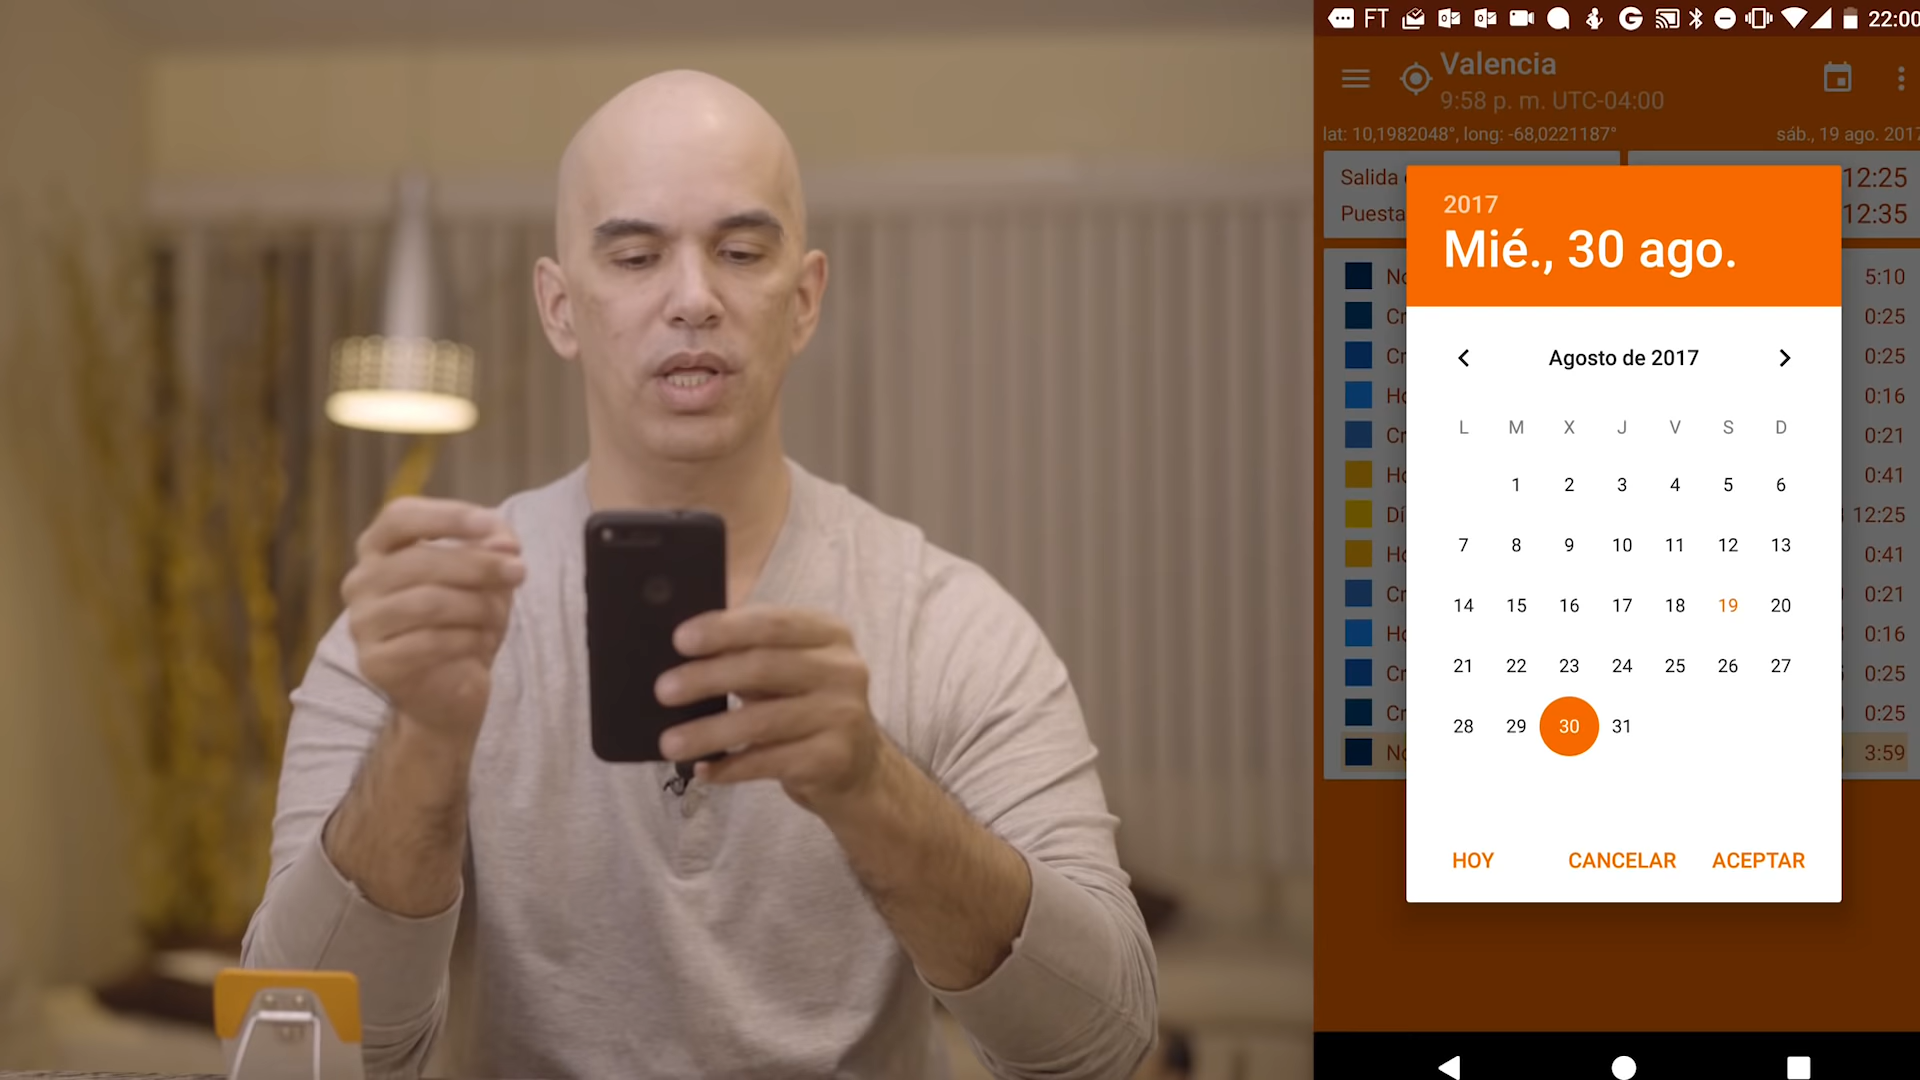 FT
22:00
Valencia
9:58 p. m. UTC-04:00
lat: 10,1982048°, long: -68,0221187°
sáb., 19 ago. 2017
Salida
12:25
Puesta
12:35
2017
Mié., 30 ago.
5:10
0:25
0:25
0:16
0:21
0:41
12:25
0:41
0:21
0:16
0:25
0:25
3:59
Agosto de 2017
L M X J V S D
1 2 3 4 5 6
7 8 9 10 11 12 13
14 15 16 17 18 19 20
21 22 23 24 25 26 27
28 29 30 31
HOY CANCELAR ACEPTAR